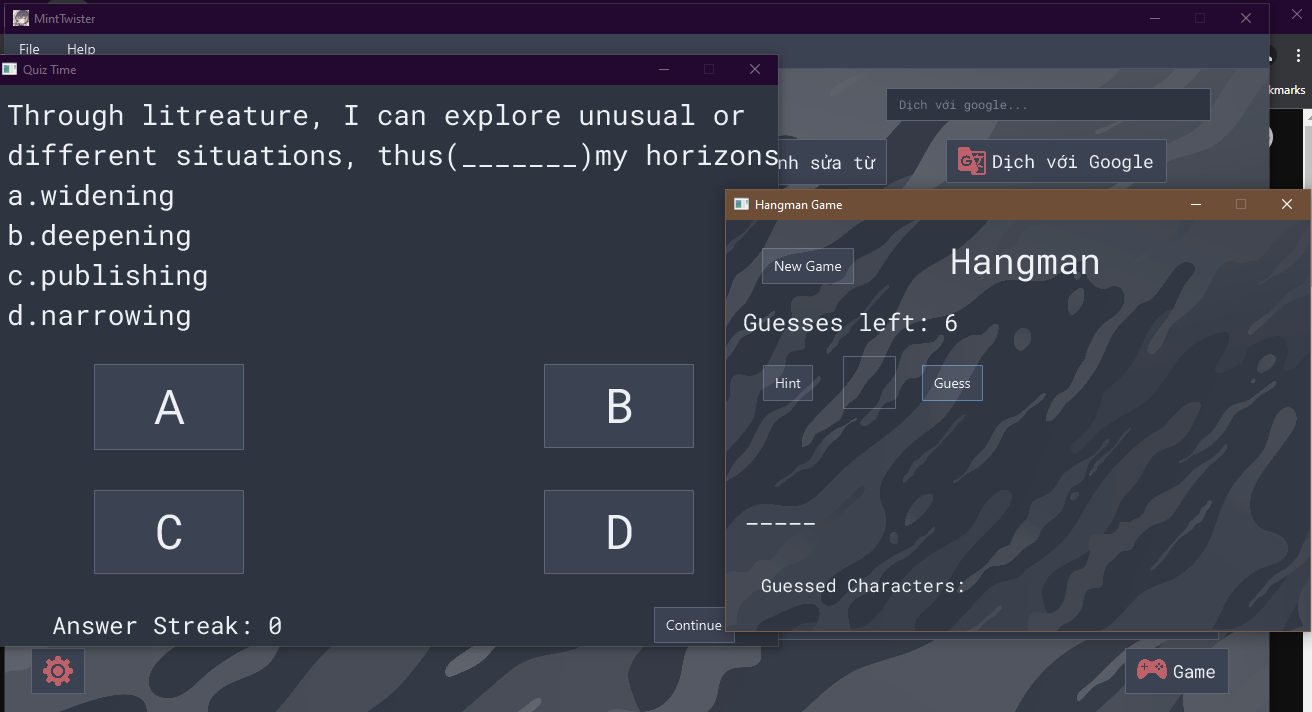 MintTwister
File Help
Quiz Time
Through litreature, I can explore unusual or
different situations, thus(_______)my horizons
a.widening
b.deepening
c.publishing
d.narrowing
A
B
C
D
Answer Streak: 0
Continue
kmarks
Dịch với google...
nh sửa từ
Dịch với Google
Hangman Game
New Game
Hangman
Guesses left: 6
Hint
Guess
_____
Guessed Characters:
Game